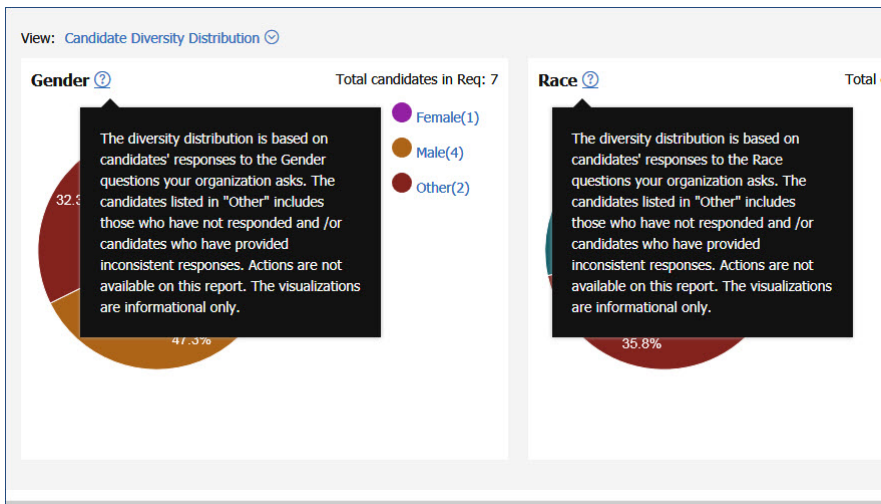 View: Candidate Diversity Distribution
Gender ?
Total candidates in Req: 7
Female(1)
Male(4)
Other(2)
The diversity distribution is based on
candidates' responses to the Gender
questions your organization asks. The
candidates listed in "Other" includes
those who have not responded and /or
candidates who have provided
inconsistent responses. Actions are not
available on this report. The visualizations
are informational only.
32.3
47.3%
Race ?
Total
The diversity distribution is based on
candidates' responses to the Race
questions your organization asks. The
candidates listed in "Other" includes
those who have not responded and /or
candidates who have provided
inconsistent responses. Actions are not
available on this report. The visualizations
are informational only.
35.8%